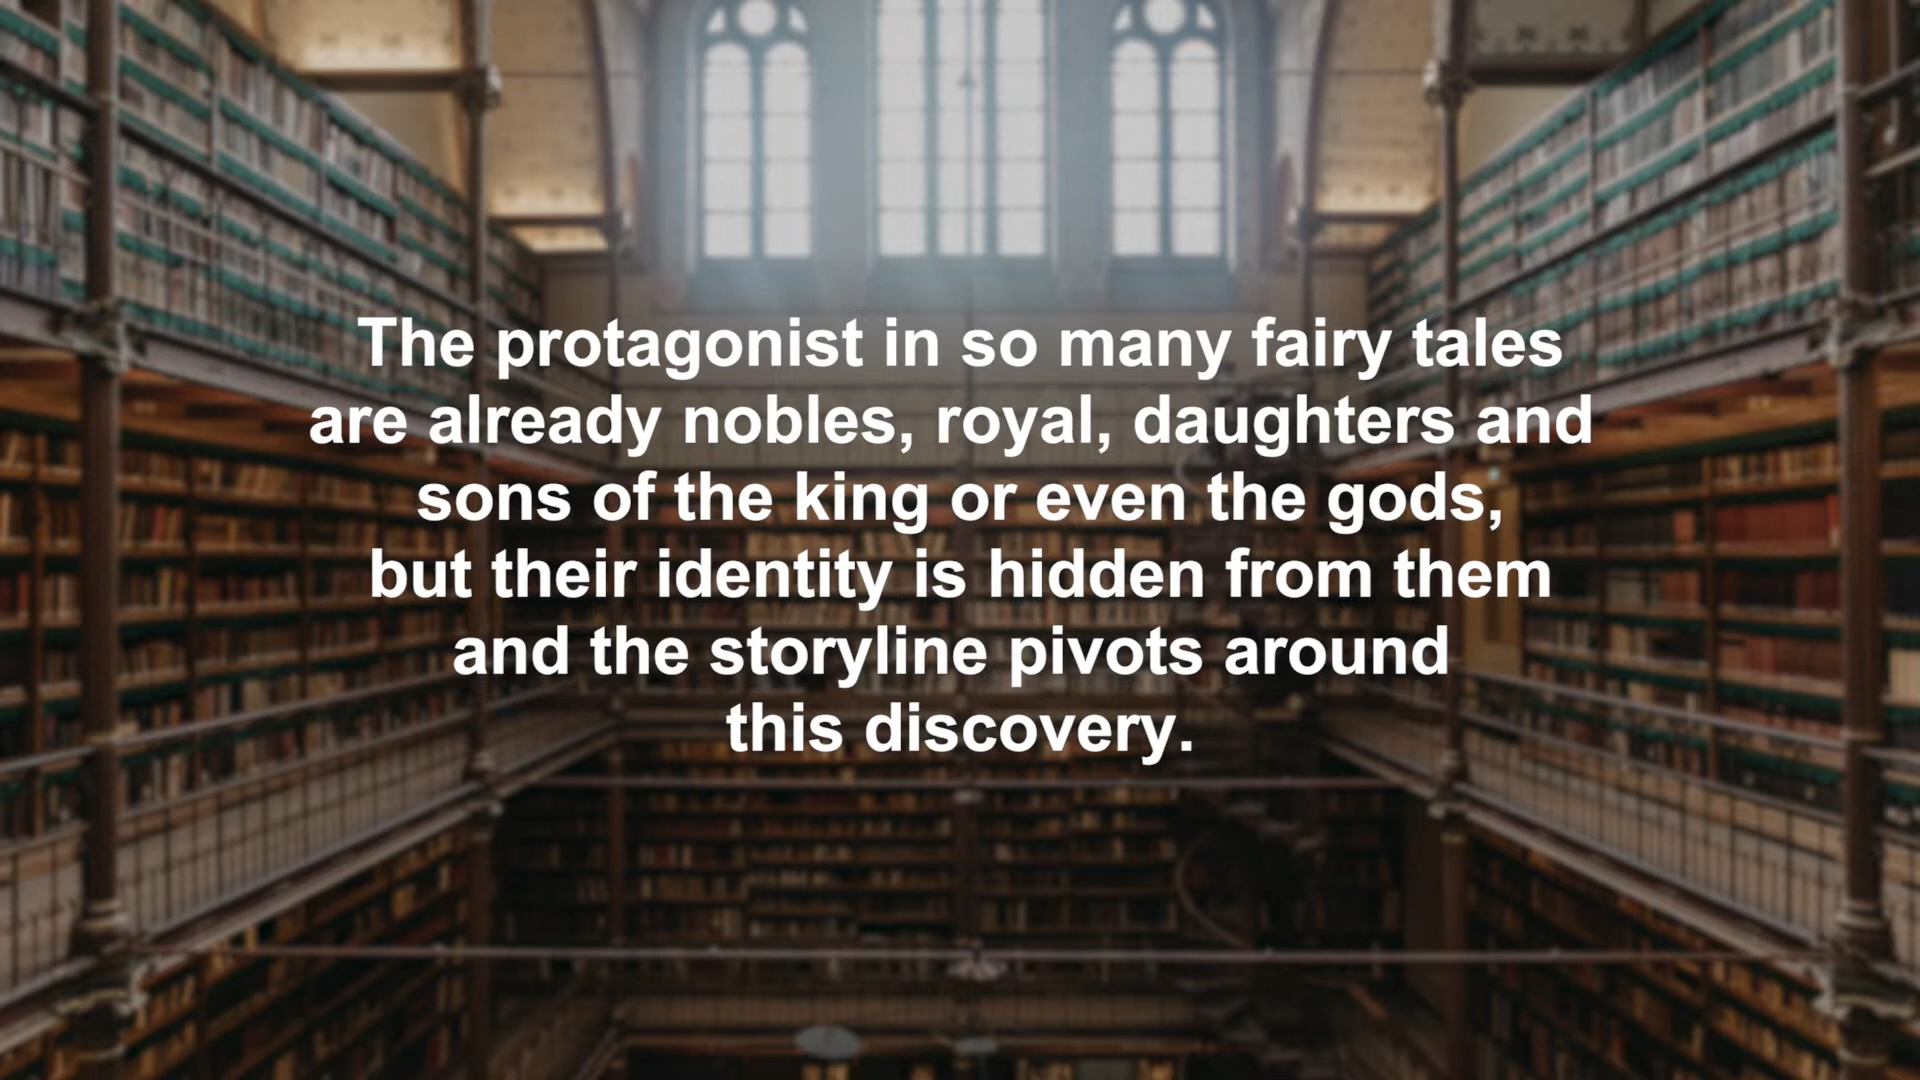 The protagonist in so many fairy tales
are already nobles, royal, daughters and
sons of the king or even the gods,
but their identity is hidden from them
and the storyline pivots around
this discovery.